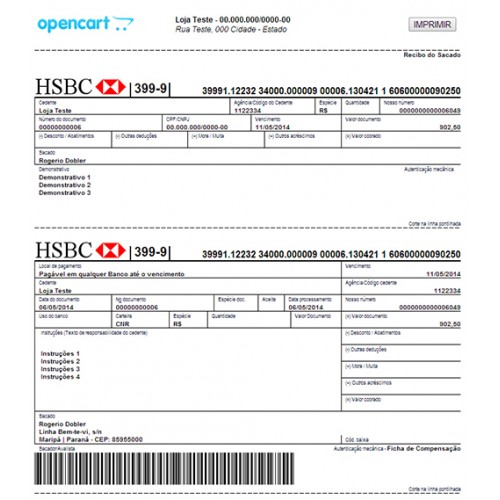 opencart
Loja Teste - 00.000.000/0000-00
Rua Teste, 000 Cidade - Estado
IMPRIMIR
Recibo do Sacado
HSBC |399-9| 39991.12232 34000.000009 00006.130421 1 60600000090250
Cedente Agência/Código do Cedente Espécie Quantidade Nosso número
Loja Teste 1122334 R$ 0000000000006049
Número do documento CPF/CNPJ Vencimento Valor documento
00000000006 00.000.000/0000-00 11/05/2014 902,50
(-) Desconto / Abatimentos (-) Outras deduções (+) Mora / Multa (+) Outros acréscimos (=) Valor cobrado
Sacado
Rogerio Dobler
Demonstrativo Autenticação mecânica
Demonstrativo 1
Demonstrativo 2
Demonstrativo 3
Corte na linha pontilhada
HSBC |399-9| 39991.12232 34000.000009 00006.130421 1 60600000090250
Local de pagamento Vencimento
Pagável em qualquer Banco até o vencimento 11/05/2014
Cedente Agência/Código cedente
Loja Teste 1122334
Data do documento Nº documento Espécie doc. Aceite Data processamento Nosso número
06/05/2014 00000000006 06/05/2014 0000000000006049
Uso do banco Carteira Espécie Quantidade Valor Documento (=) Valor documento
CNR R$ 902,50
Instruções (Texto de responsabilidade do cedente) (-) Desconto / Abatimentos
(-) Outras deduções
Instruções 1
Instruções 2
Instruções 3
Instruções 4
(+) Mora / Multa
(+) Outros acréscimos
(=) Valor cobrado
Sacado
Rogerio Dobler
Linha Bem-te-vi, s/n
Maripá | Paraná - CEP: 85955000 Cód. baixa
Sacador/Avalista Autenticação mecânica - Ficha de Compensação
Corte na linha pontilhada